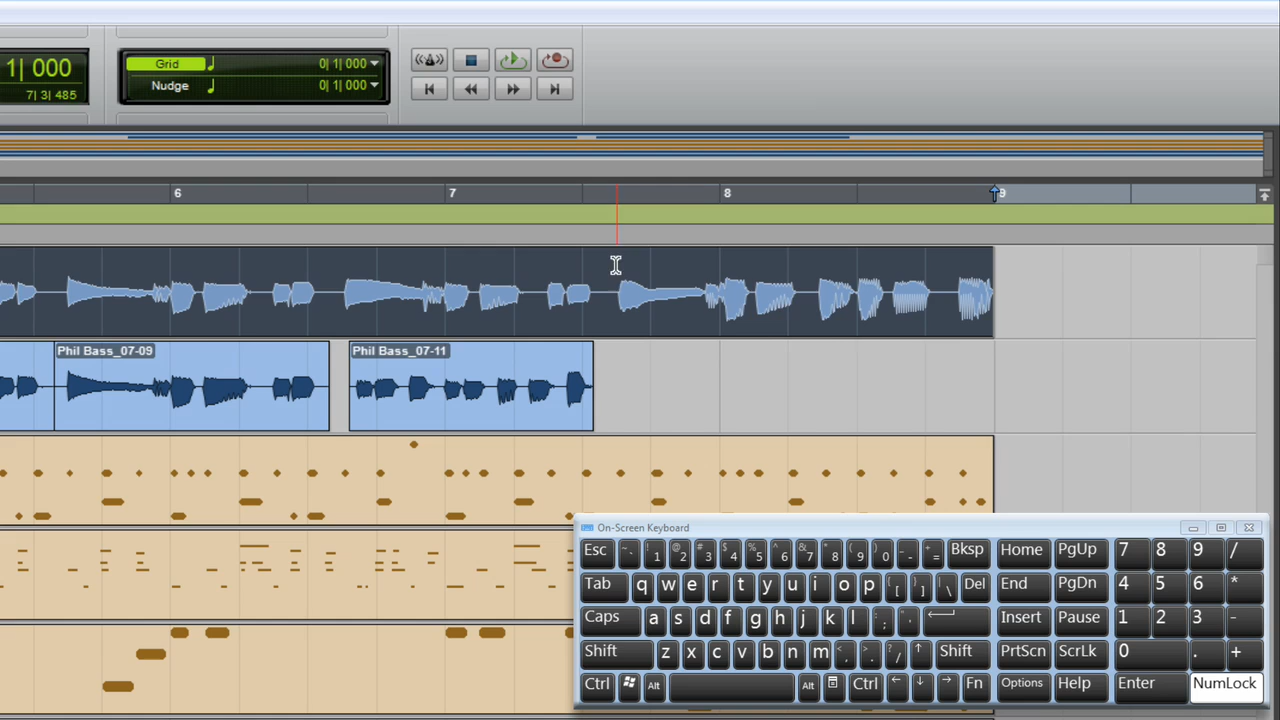 1| 000
Grid 0| 1| 000
7| 3| 485
Nudge 0| 1| 000
6 7 8 9
Phil Bass_07-09 Phil Bass_07-11
On-Screen Keyboard
Esc ~ ` ! 1 @ 2 # 3 $ 4 % 5 ^ 6 & 7 * 8 ( 9 ) 0 _ - + = Bksp Home PgUp 7 8 9 /
Tab q w e r t y u i o p { [ } ] | \ Del End PgDn 4 5 6 *
Caps a s d f g h j k l : ; " ' Insert Pause 1 2 3 -
Shift z x c v b n m < , > . ? / Shift PrtScn ScrLk 0 . +
Ctrl Alt Alt Ctrl Fn Options Help Enter NumLock